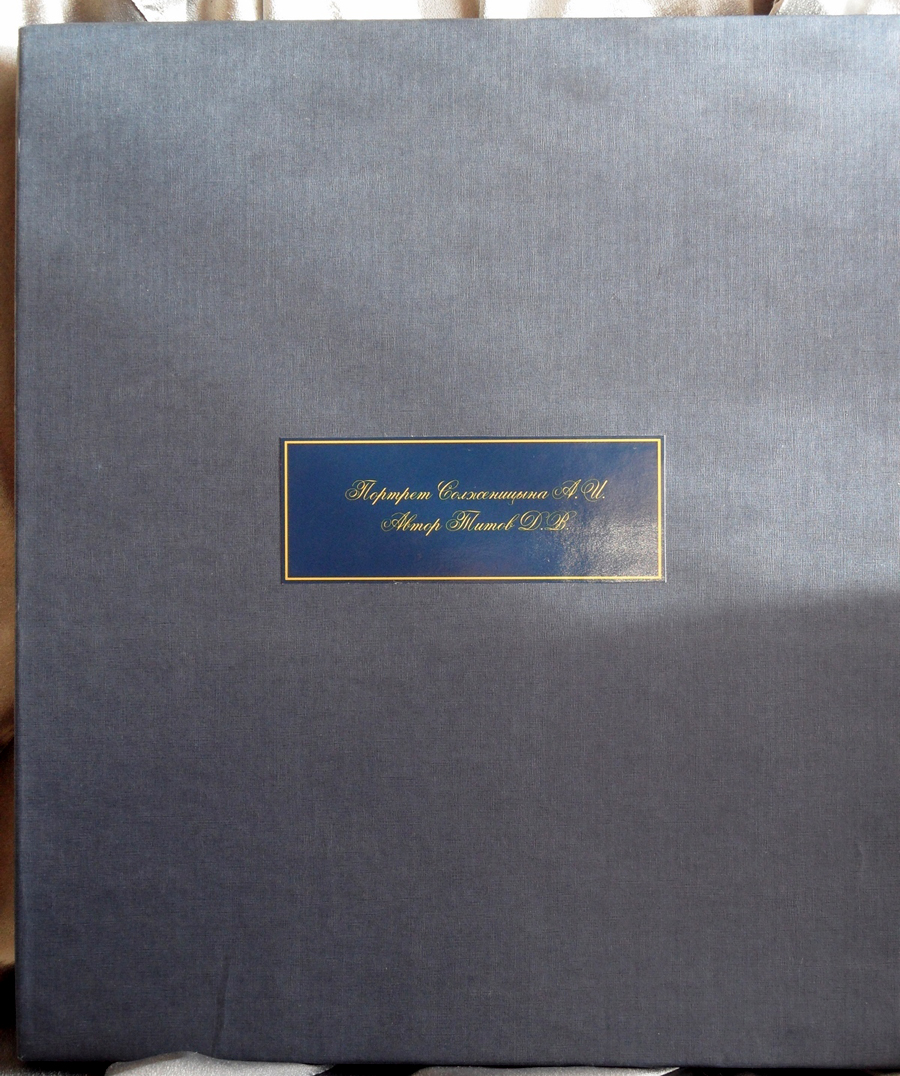 Портрет Солженицына А. И.
Автор Титов Д. В.